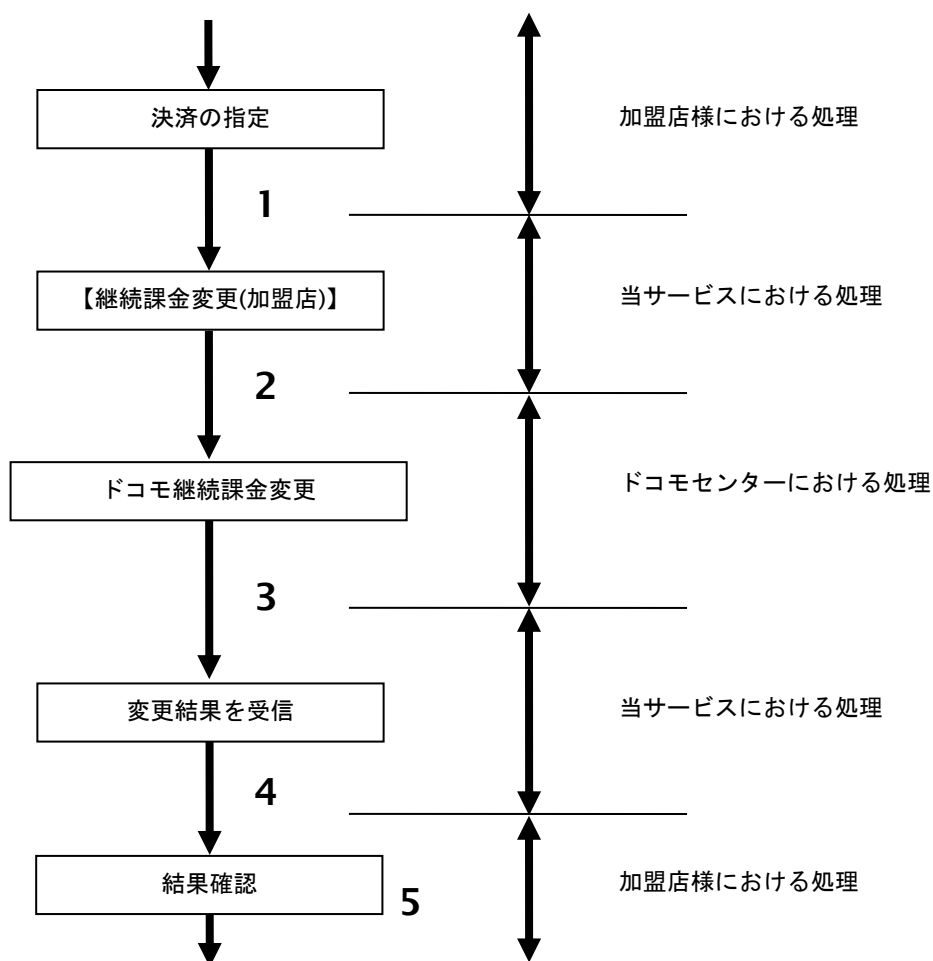 決済の指定
加盟店様における処理
1
【継続課金変更(加盟店)】
当サービスにおける処理
2
ドコモ継続課金変更
ドコモセンターにおける処理
3
変更結果を受信
当サービスにおける処理
4
結果確認
5
加盟店様における処理